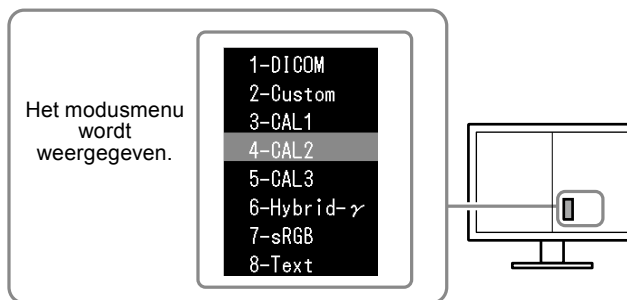 Het modusmenu
wordt
weergegeven.
1-DICOM
2-Custom
3-CAL1
4-CAL2
5-CAL3
6-Hybrid-γ
7-sRGB
8-Text